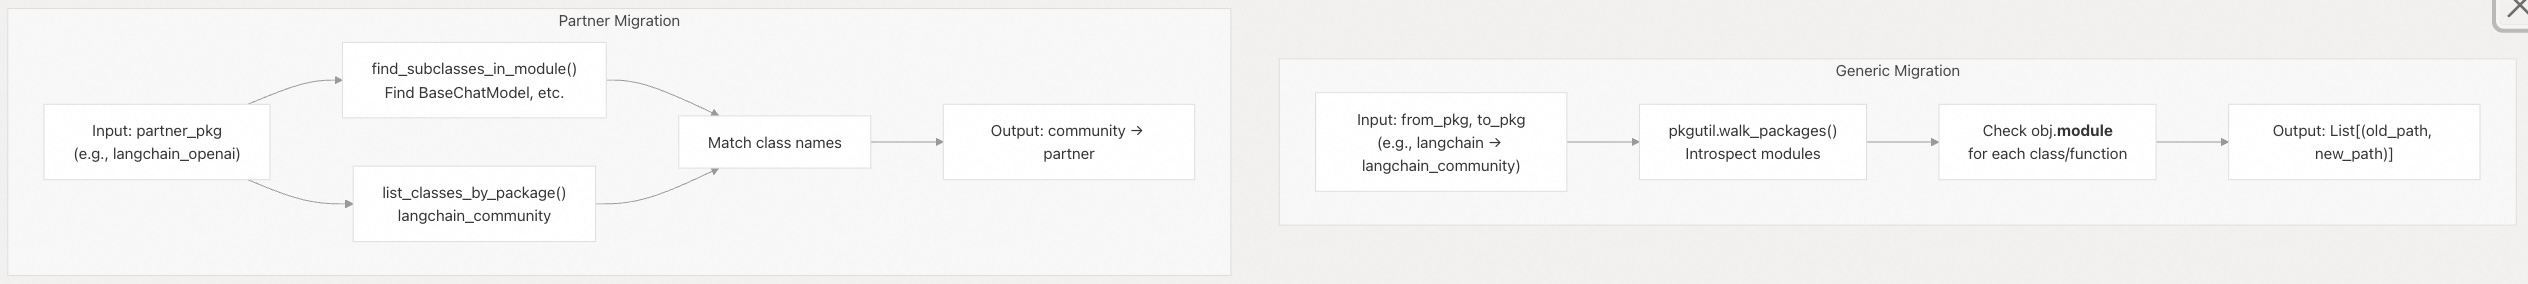 Partner Migration
Input: partner_pkg
(e.g., langchain_openai)
find_subclasses_in_module()
Find BaseChatModel, etc.
list_classes_by_package()
langchain_community
Match class names
Output: community →
partner
Generic Migration
Input: from_pkg, to_pkg
(e.g., langchain →
langchain_community)
pkgutil.walk_packages()
Introspect modules
Check obj.module
for each class/function
Output: List[(old_path,
new_path)]